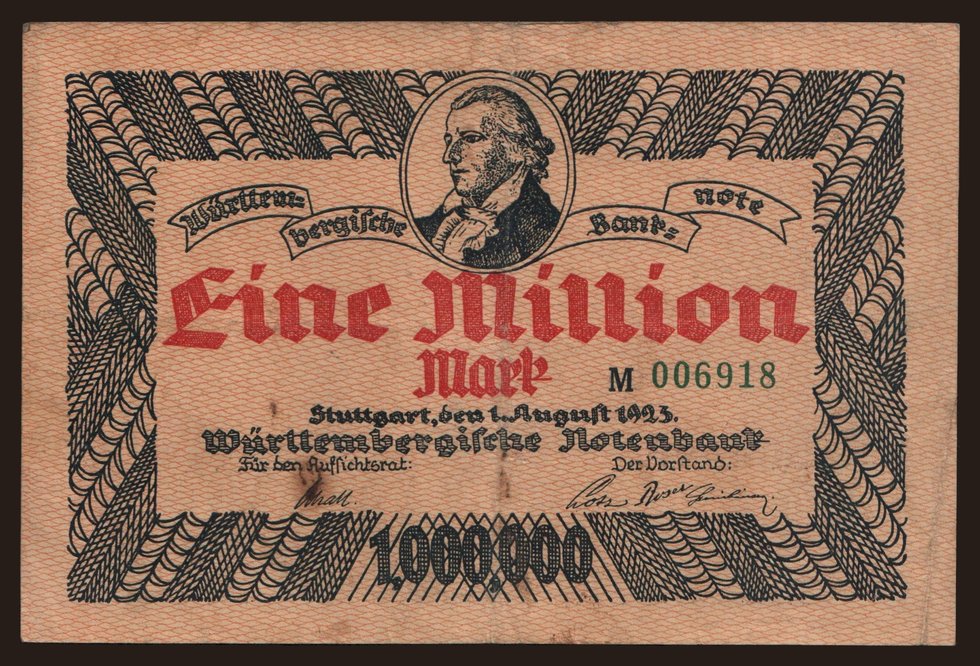 Württem-
bergische
Bank=
note
Eine Million
Mark
M 006918
Stuttgart, den 1. August 1923.
Württembergische Notenbank
Für den Aufsichtsrat:
Der Vorstand:
1,000,000